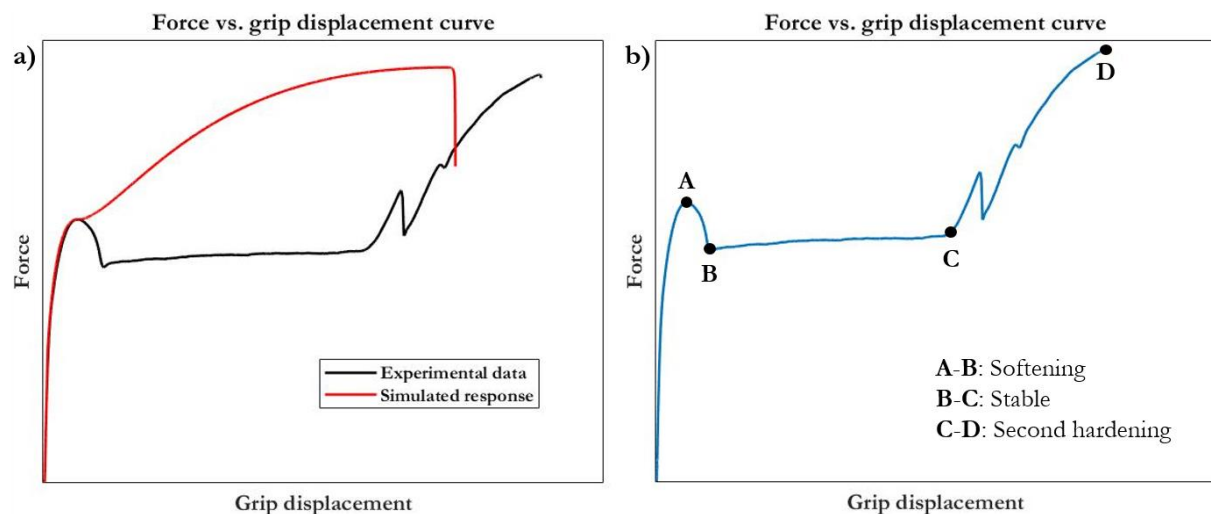 Force vs. grip displacement curve
a)
Force
Experimental data
Simulated response
Grip displacement
Force vs. grip displacement curve
b)
A
B
C
D
Force
A-B: Softening
B-C: Stable
C-D: Second hardening
Grip displacement